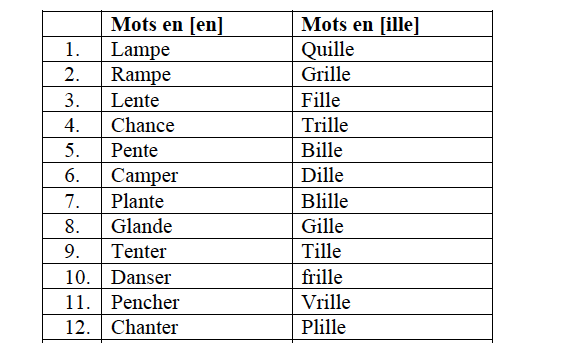 Mots en [en] Mots en [ille]
1. Lampe Quille
2. Rampe Grille
3. Lente Fille
4. Chance Trille
5. Pente Bille
6. Camper Dille
7. Plante Blille
8. Glande Gille
9. Tenter Tille
10. Danser frille
11. Pencher Vrille
12. Chanter Plille